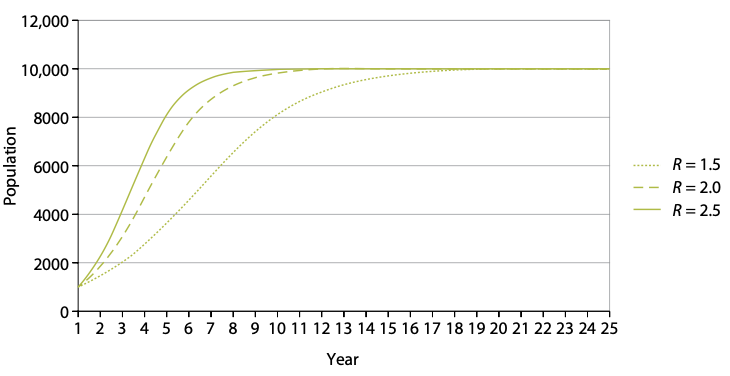 12,000
10,000
8000
6000
4000
2000
0
Population
1 2 3 4 5 6 7 8 9 10 11 12 13 14 15 16 17 18 19 20 21 22 23 24 25
Year
R = 1.5
R = 2.0
R = 2.5